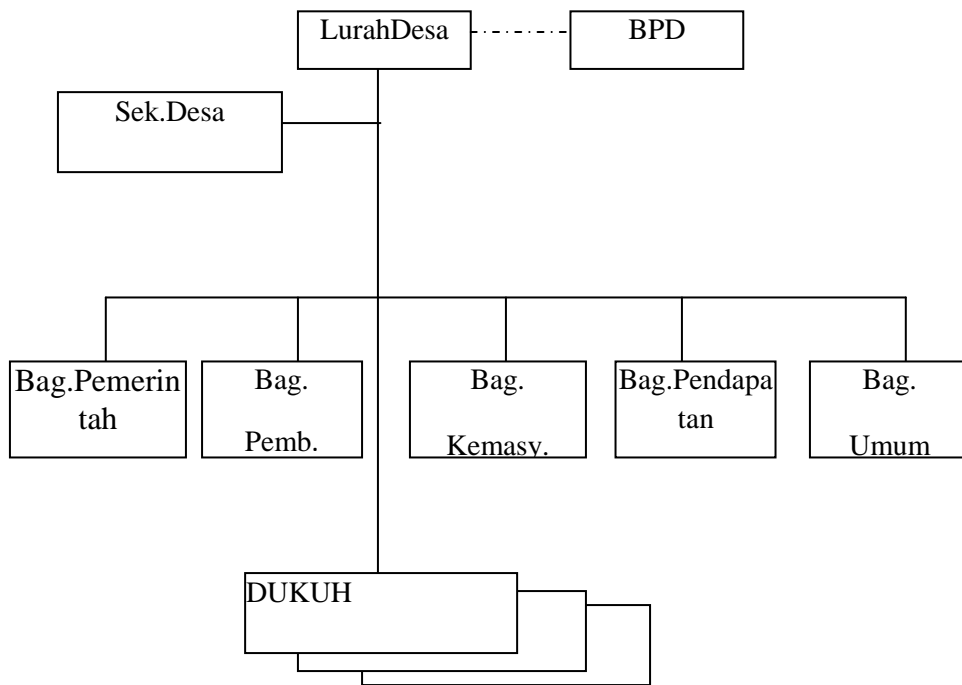 LurahDesa
BPD
Sek.Desa
Bag.Pemerin
tah
Bag.
Pemb.
Bag.
Kemasy.
Bag.Pendapa
tan
Bag.
Umum
DUKUH